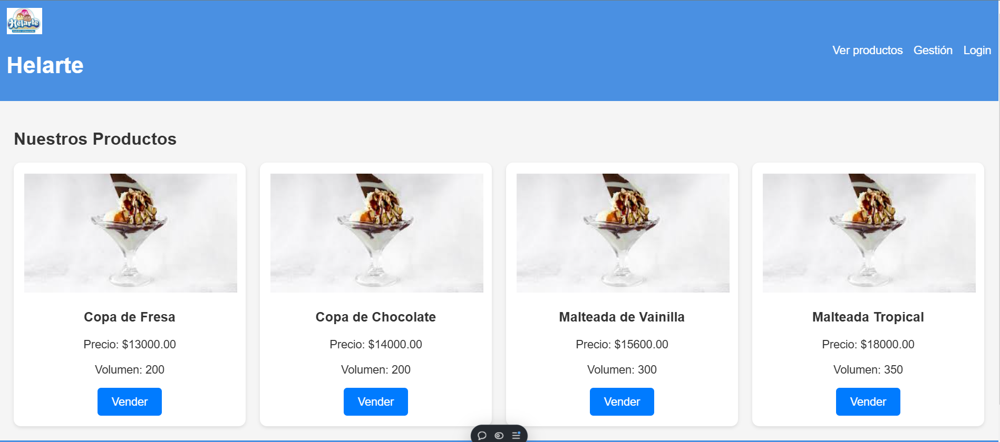 Helarte
Helarte
Ver productos Gestión Login
Nuestros Productos
Copa de Fresa
Precio: $13000.00
Volumen: 200
Vender
Copa de Chocolate
Precio: $14000.00
Volumen: 200
Vender
Malteada de Vainilla
Precio: $15600.00
Volumen: 300
Vender
Malteada Tropical
Precio: $18000.00
Volumen: 350
Vender